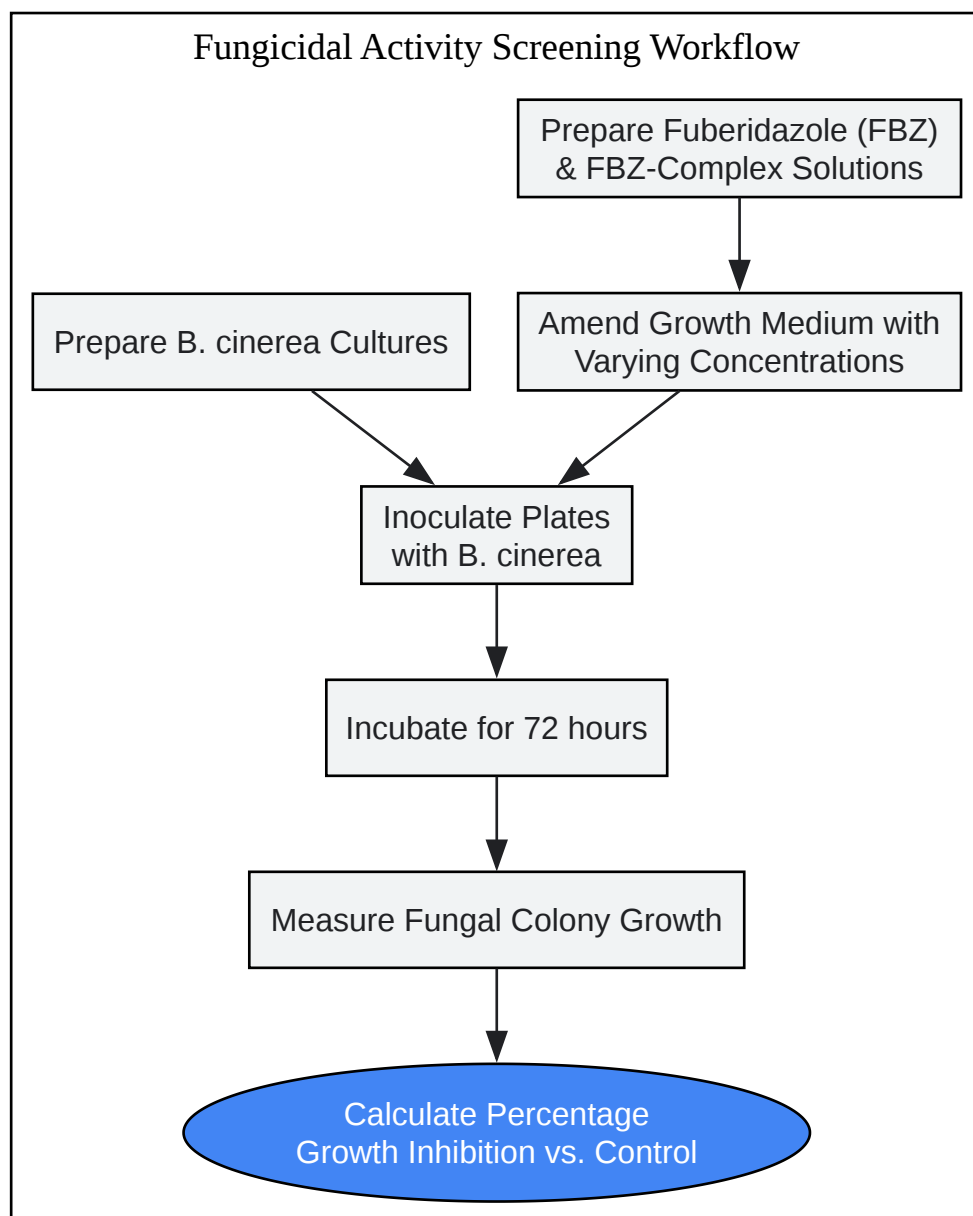 Fungicidal Activity Screening Workflow
Prepare Fuberidazole (FBZ)
& FBZ-Complex Solutions
Prepare B. cinerea Cultures
Amend Growth Medium with
Varying Concentrations
Inoculate Plates
with B. cinerea
Incubate for 72 hours
Measure Fungal Colony Growth
Calculate Percentage
Growth Inhibition vs. Control